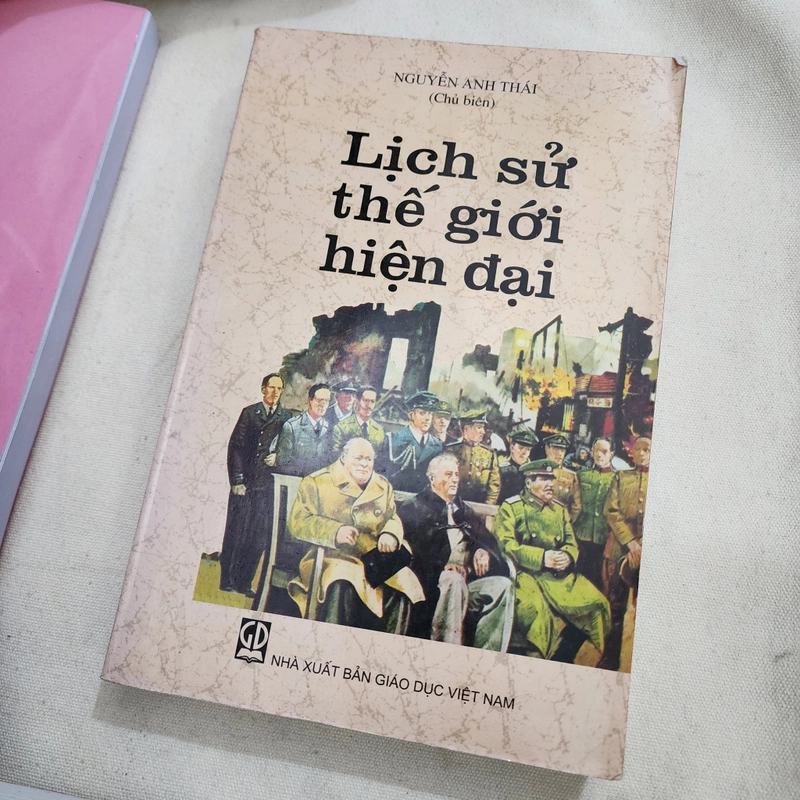 NGUYỄN ANH THÁI
(Chủ biên)
Lịch sử
thế giới
hiện đại
GD
NHÀ XUẤT BẢN GIÁO DỤC VIỆT NAM